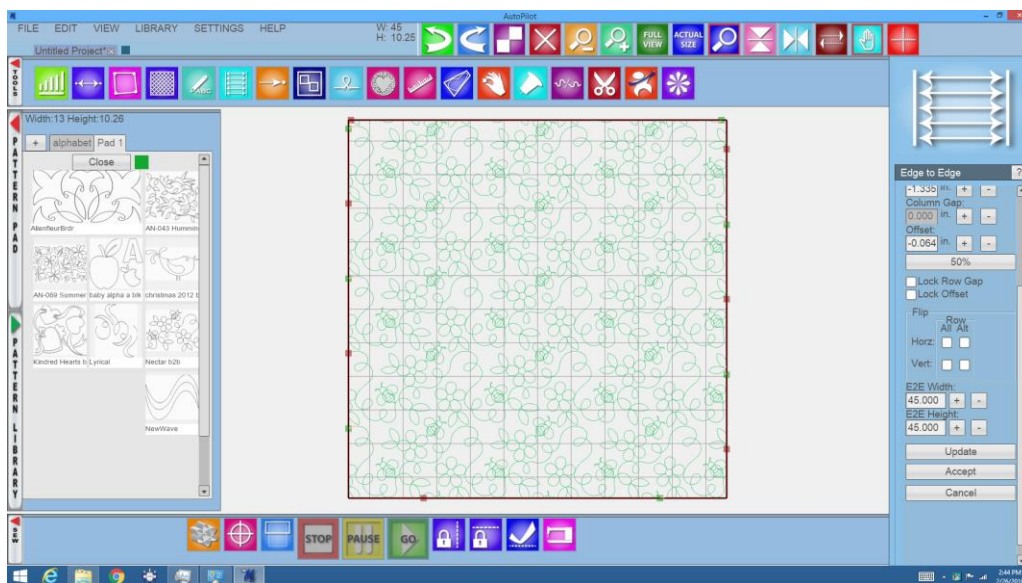 AutoPilot
FILE EDIT VIEW LIBRARY SETTINGS HELP
W: 45
H: 10.25
FULL VIEW
ACTUAL SIZE
Untitled Project*
TOOLS
ABC
Width:13 Height:10.26
+ alphabet Pad 1
Close
PATTERN PAD
PATTERN LIBRARY
AlienfleurBrdr
AN-043 Hummin
AN-069 Summer
baby alpha a blk
christmas 2012 b
Kindred Hearts b
Lyrical
Nectar b2b
NewWave
Edge to Edge ?
-1.335 in. + -
Column Gap:
0.000 in. + -
Offset:
-0.064 in. + -
50%
Lock Row Gap
Lock Offset
Flip
Row
All Alt
Horz:
Vert:
E2E Width:
45.000 + -
E2E Height:
45.000 + -
Update
Accept
Cancel
SEW
STOP
PAUSE
GO
2:44 PM